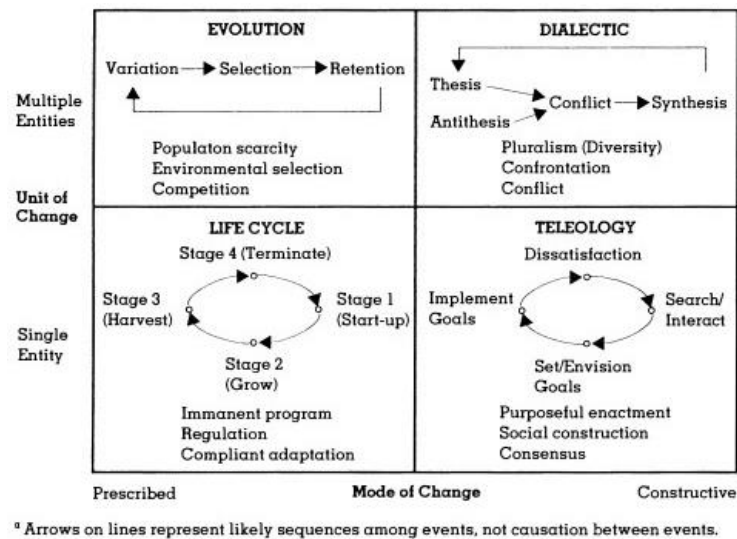 EVOLUTION
Variation Selection Retention
Populaton scarcity
Environmental selection
Competition
DIALECTIC
Thesis
Antithesis
Conflict Synthesis
Pluralism (Diversity)
Confrontation
Conflict
Multiple
Entities
Unit of
Change
Single
Entity
LIFE CYCLE
Stage 4 (Terminate)
Stage 3
(Harvest)
Stage 1
(Start-up)
Stage 2
(Grow)
Immanent program
Regulation
Compliant adaptation
TELEOLOGY
Dissatisfaction
Implement
Goals
Search/
Interact
Set/Envision
Goals
Purposeful enactment
Social construction
Consensus
Prescribed Mode of Change Constructive
ª Arrows on lines represent likely sequences among events, not causation between events.